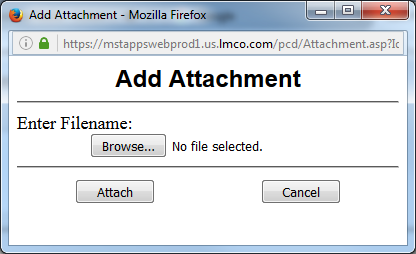 Add Attachment - Mozilla Firefox
https://mstappswebprod1.us.lmco.com/pcd/Attachment.asp?Ic
Add Attachment
Enter Filename:
Browse... No file selected.
Attach Cancel